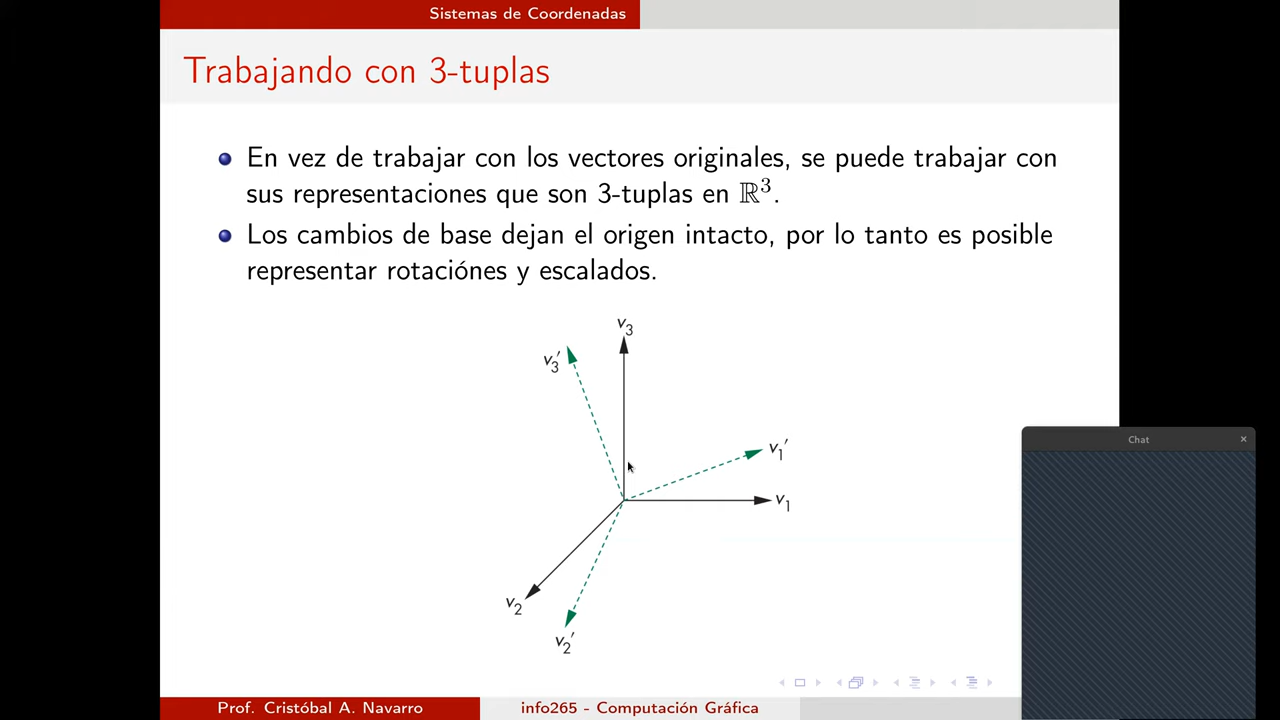 Sistemas de Coordenadas
Trabajando con 3-tuplas
En vez de trabajar con los vectores originales, se puede trabajar con
sus representaciones que son 3-tuplas en ℝ³.
Los cambios de base dejan el origen intacto, por lo tanto es posible
representar rotaciónes y escalados.
v₃
v₃′
v₁′
v₁
v₂
v₂′
Chat
Prof. Cristóbal A. Navarro
info265 - Computación Gráfica